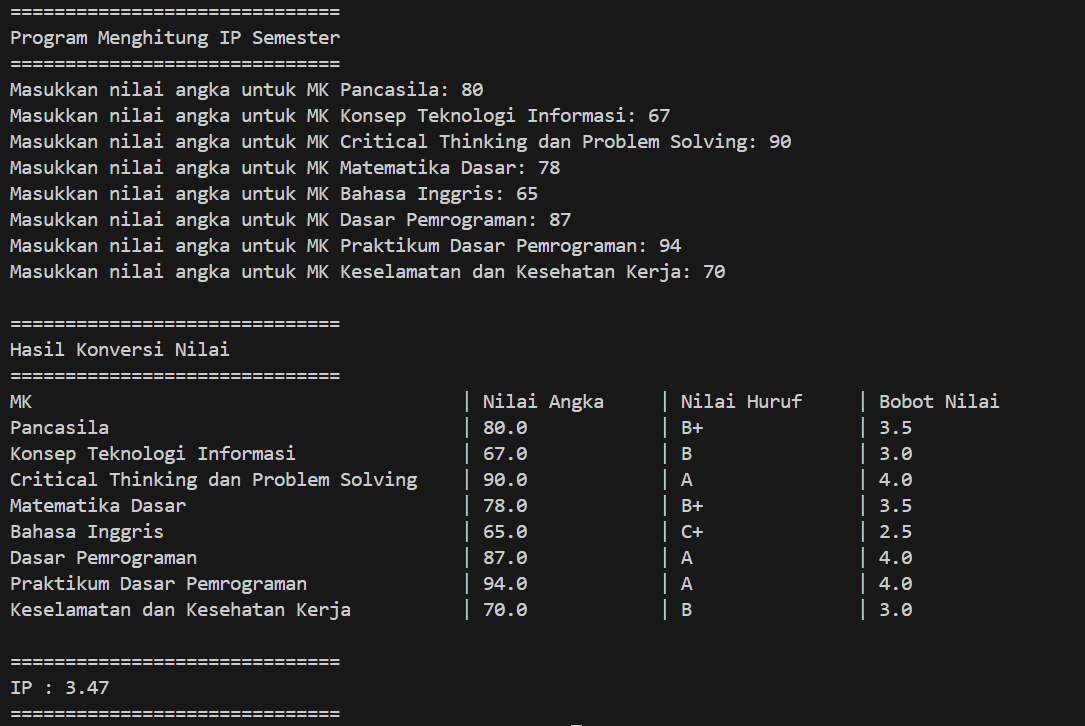 ==============================
Program Menghitung IP Semester
==============================
Masukkan nilai angka untuk MK Pancasila: 80
Masukkan nilai angka untuk MK Konsep Teknologi Informasi: 67
Masukkan nilai angka untuk MK Critical Thinking dan Problem Solving: 90
Masukkan nilai angka untuk MK Matematika Dasar: 78
Masukkan nilai angka untuk MK Bahasa Inggris: 65
Masukkan nilai angka untuk MK Dasar Pemrograman: 87
Masukkan nilai angka untuk MK Praktikum Dasar Pemrograman: 94
Masukkan nilai angka untuk MK Keselamatan dan Kesehatan Kerja: 70

==============================
Hasil Konversi Nilai
==============================
MK                                       | Nilai Angka     | Nilai Huruf     | Bobot Nilai
Pancasila                                | 80.0            | B+              | 3.5
Konsep Teknologi Informasi               | 67.0            | B               | 3.0
Critical Thinking dan Problem Solving    | 90.0            | A               | 4.0
Matematika Dasar                         | 78.0            | B+              | 3.5
Bahasa Inggris                           | 65.0            | C+              | 2.5
Dasar Pemrograman                        | 87.0            | A               | 4.0
Praktikum Dasar Pemrograman              | 94.0            | A               | 4.0
Keselamatan dan Kesehatan Kerja          | 70.0            | B               | 3.0

==============================
IP : 3.47
==============================